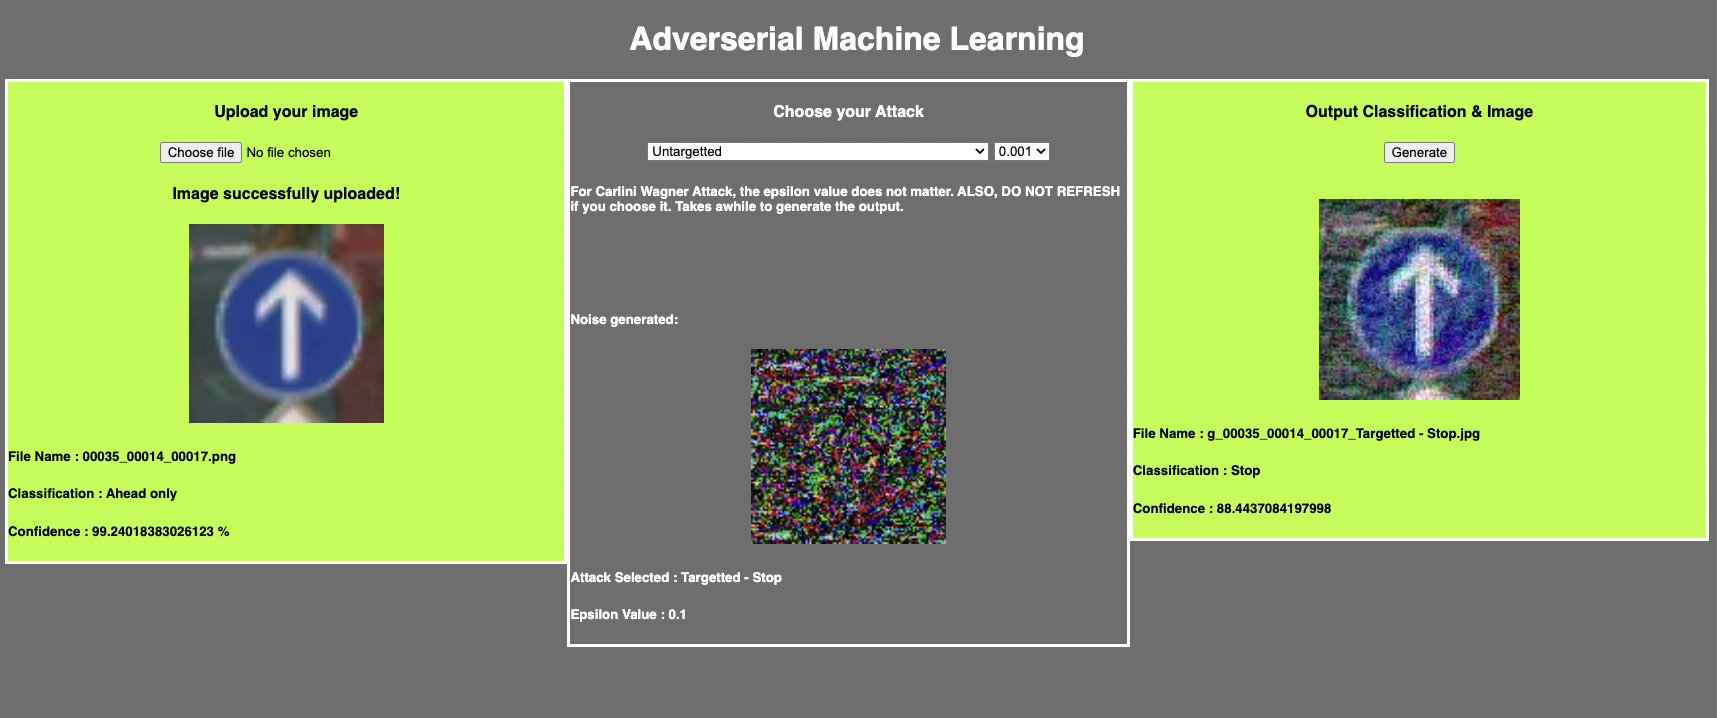 Adverserial Machine Learning
Upload your image
Choose file No file chosen
Image successfully uploaded!
File Name : 00035_00014_00017.png
Classification : Ahead only
Confidence : 99.24018383026123 %
Choose your Attack
Untargetted 0.001
For Carlini Wagner Attack, the epsilon value does not matter. ALSO, DO NOT REFRESH
if you choose it. Takes awhile to generate the output.
Noise generated:
Attack Selected : Targetted - Stop
Epsilon Value : 0.1
Output Classification & Image
Generate
File Name : g_00035_00014_00017_Targetted - Stop.jpg
Classification : Stop
Confidence : 88.4437084197998